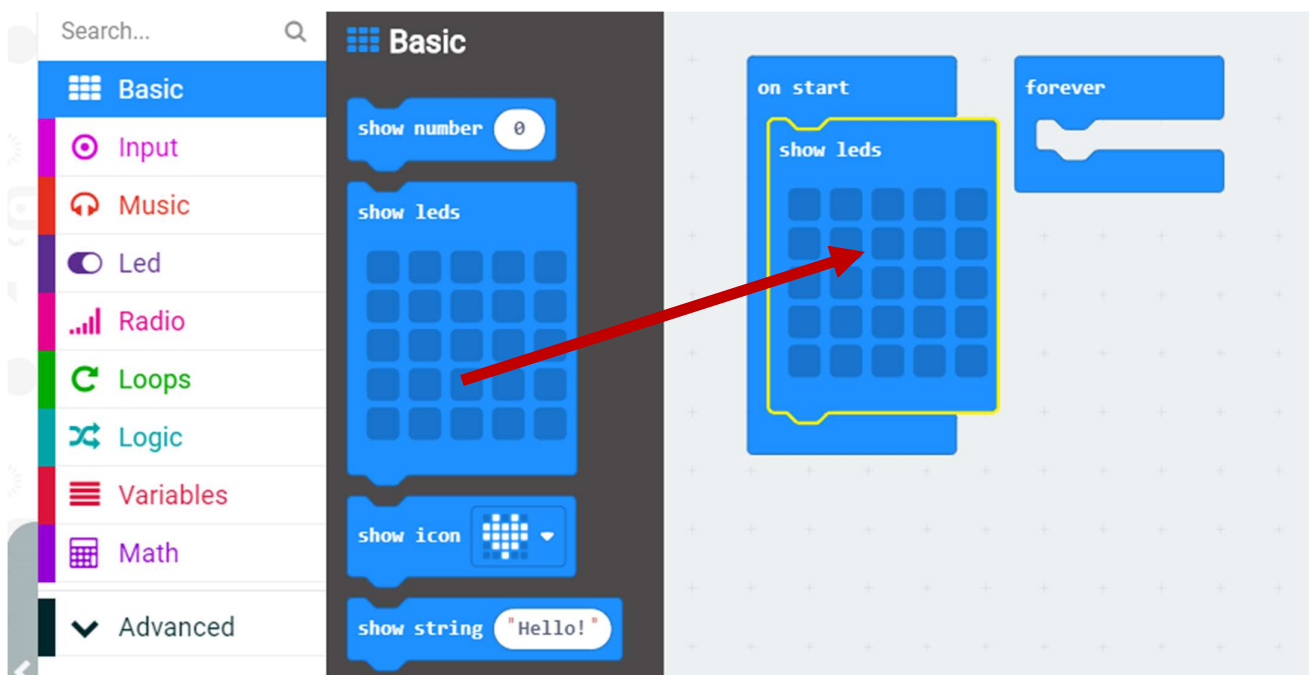 Search...
Basic
Input
Music
Led
Radio
Loops
Logic
Variables
Math
Advanced
Basic
show number 0
show leds
show icon
show string "Hello!"
on start
show leds
forever